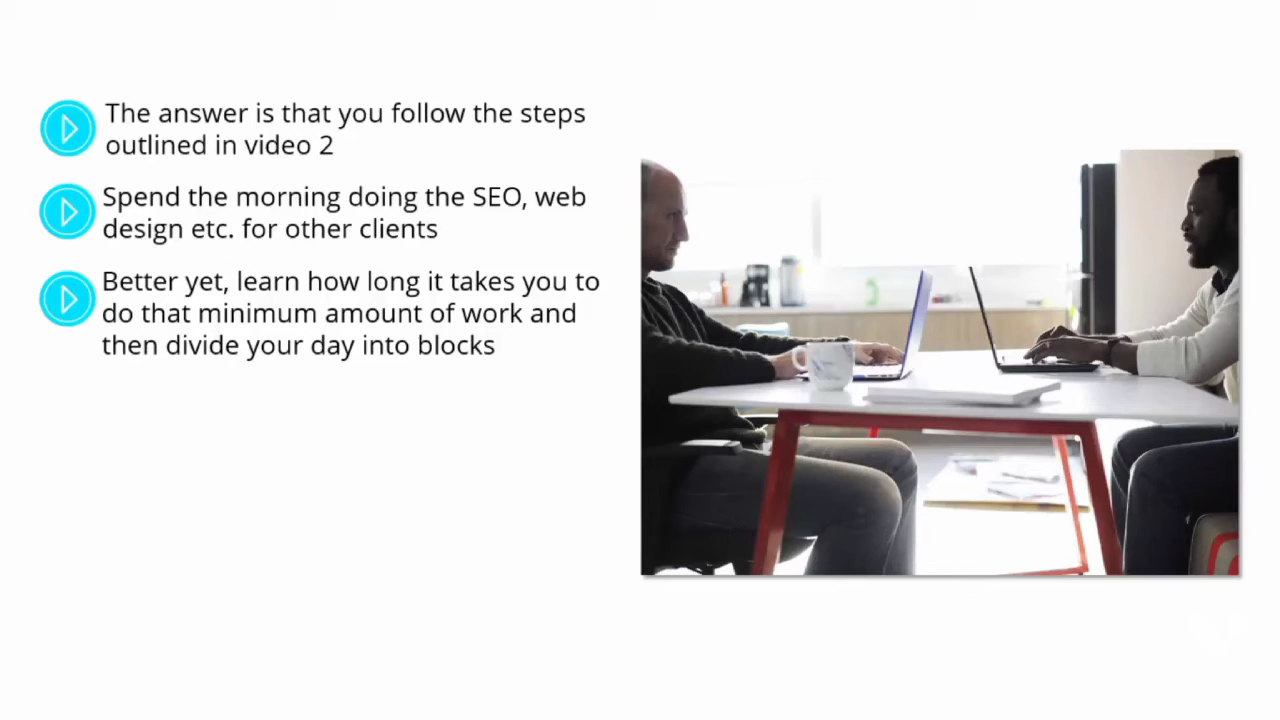 The answer is that you follow the steps
outlined in video 2
Spend the morning doing the SEO, web
design etc. for other clients
Better yet, learn how long it takes you to
do that minimum amount of work and
then divide your day into blocks